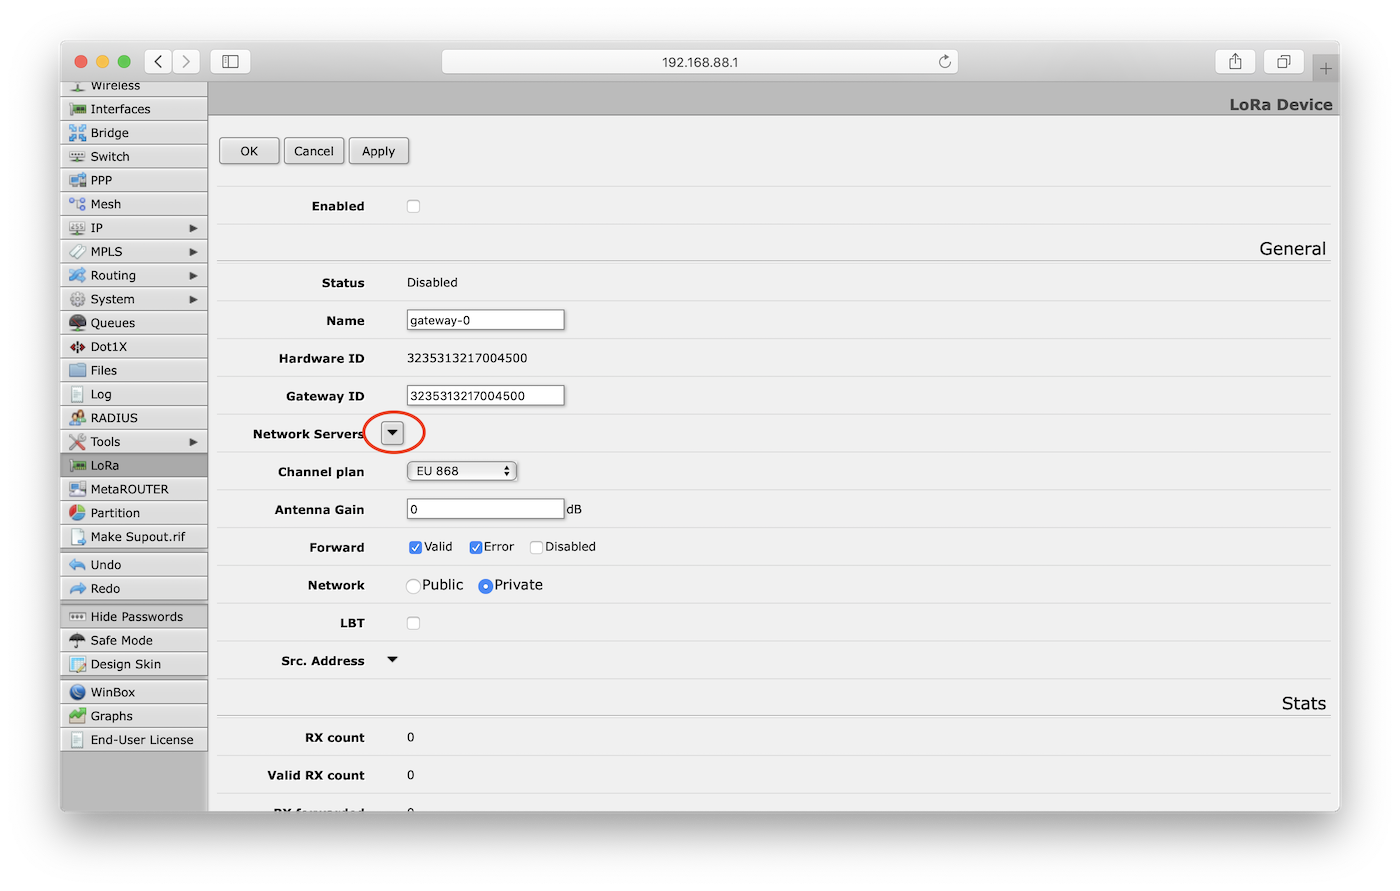 192.168.88.1
Wireless
Interfaces
Bridge
Switch
PPP
Mesh
IP
MPLS
Routing
System
Queues
Dot1X
Files
Log
RADIUS
Tools
LoRa
MetaROUTER
Partition
Make Supout.rif
Undo
Redo
Hide Passwords
Safe Mode
Design Skin
WinBox
Graphs
End-User License
LoRa Device
OK Cancel Apply
Enabled
General
Status Disabled
Name gateway-0
Hardware ID 3235313217004500
Gateway ID 3235313217004500
Network Servers
Channel plan EU 868
Antenna Gain 0 dB
Forward Valid Error Disabled
Network Public Private
LBT
Src. Address
Stats
RX count 0
Valid RX count 0
RX forwarded 0